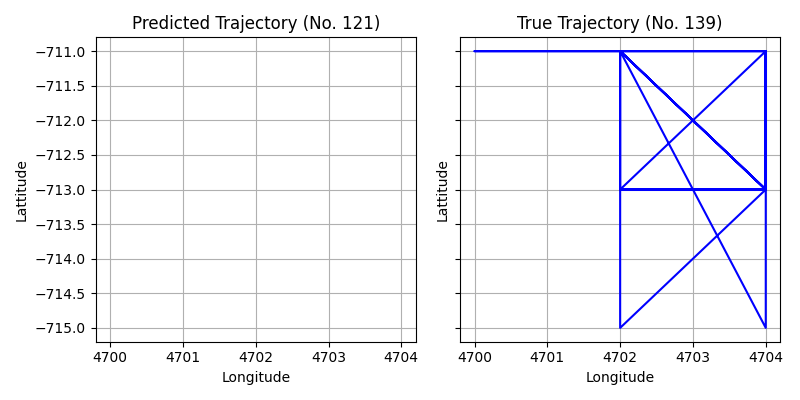 Predicted Trajectory (No. 121)
True Trajectory (No. 139)
−711.0
−711.5
−712.0
−712.5
−713.0
−713.5
−714.0
−714.5
−715.0
Lattitude
Lattitude
4700 4701 4702 4703 4704
4700 4701 4702 4703 4704
Longitude
Longitude